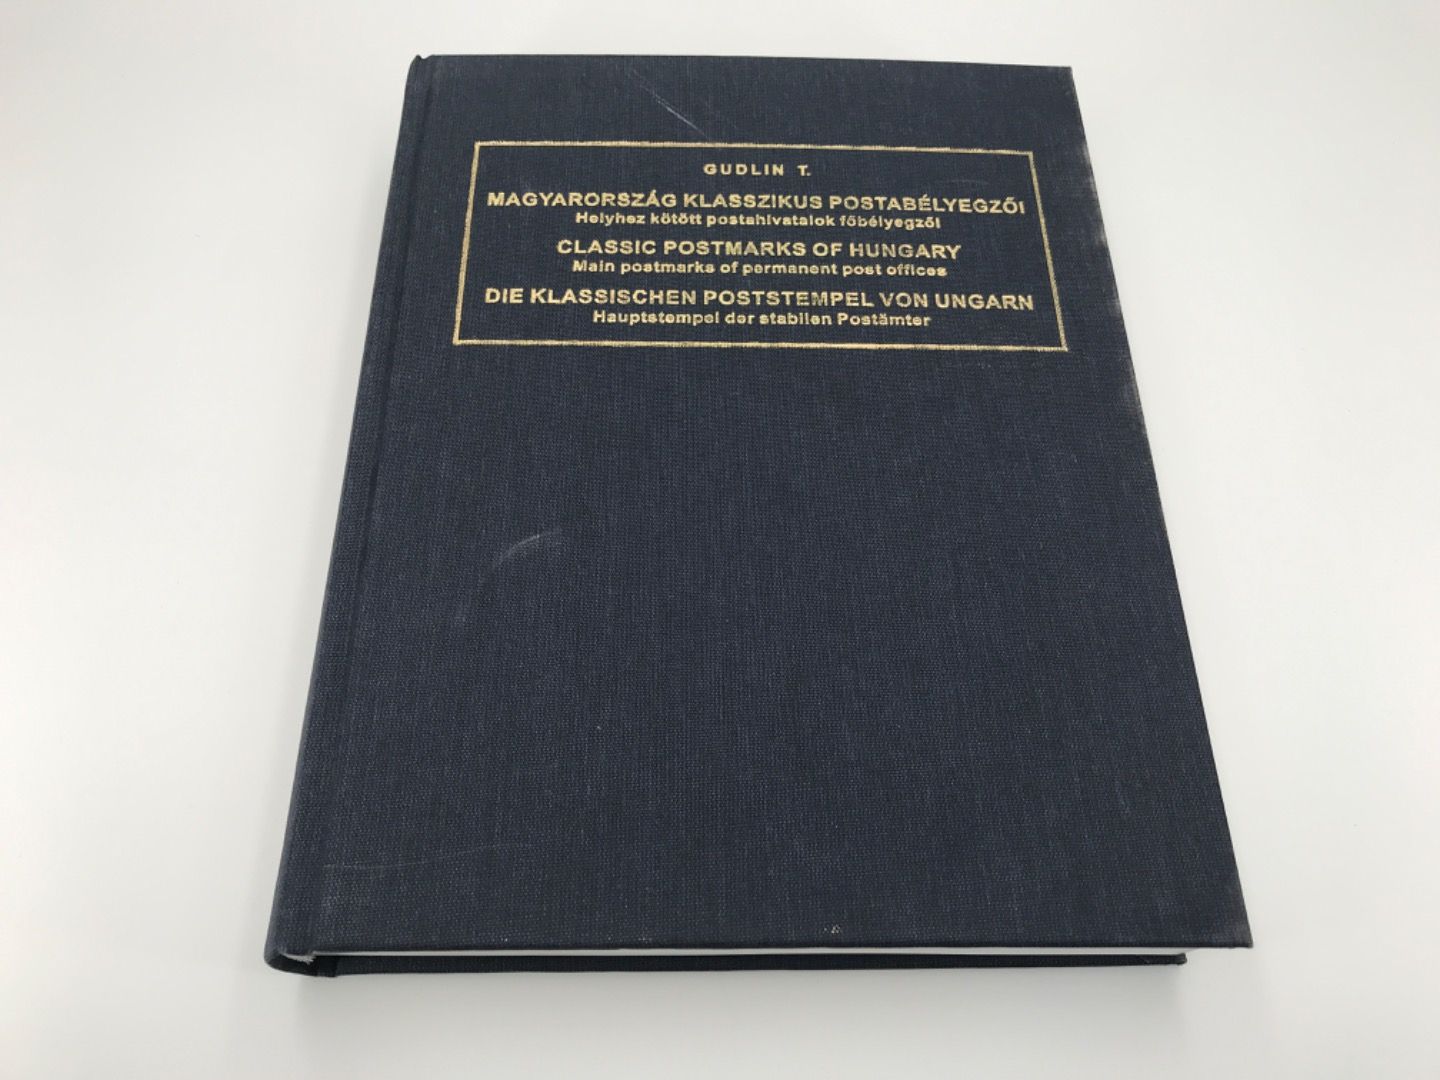 GUDLIN T.
MAGYARORSZÁG KLASSZIKUS POSTABÉLYEGZŐI
Helyhez kötött postahivatalok főbélyegzői
CLASSIC POSTMARKS OF HUNGARY
Main postmarks of permanent post offices
DIE KLASSISCHEN POSTSTEMPEL VON UNGARN
Hauptstempel der stabilen Postämter